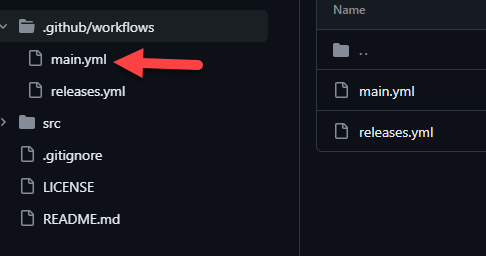 .github/workflows
main.yml
releases.yml
src
.gitignore
LICENSE
README.md
Name
..
main.yml
releases.yml